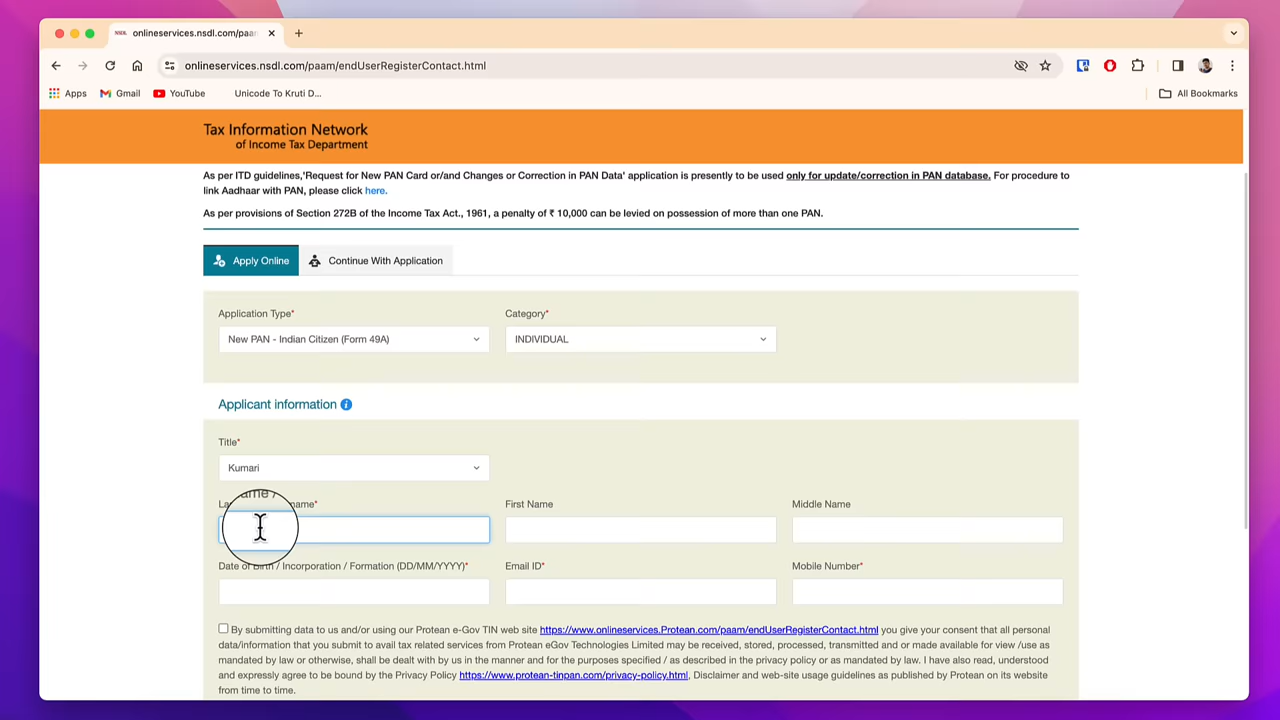 onlineservices.nsdl.com/paam
onlineservices.nsdl.com/paam/endUserRegisterContact.html
Apps Gmail YouTube Unicode To Kruti D... All Bookmarks
Tax Information Network
of Income Tax Department
As per ITD guidelines,'Request for New PAN Card or/and Changes or Correction in PAN Data' application is presently to be used only for update/correction in PAN database. For procedure to
link Aadhaar with PAN, please click here.
As per provisions of Section 272B of the Income Tax Act., 1961, a penalty of ₹ 10,000 can be levied on possession of more than one PAN.
Apply Online Continue With Application
Application Type* Category*
New PAN - Indian Citizen (Form 49A) INDIVIDUAL
Applicant information
Title*
Kumari
First Name Middle Name
Date of Birth / Incorporation / Formation (DD/MM/YYYY)* Email ID* Mobile Number*
By submitting data to us and/or using our Protean e-Gov TIN web site https://www.onlineservices.Protean.com/paam/endUserRegisterContact.html you give your consent that all personal
data/information that you submit to avail tax related services from Protean eGov Technologies Limited may be received, stored, processed, transmitted and or made available for view /use as
mandated by law or otherwise, shall be dealt with by us in the manner and for the purposes specified / as described in the privacy policy or as mandated by law. I have also read, understood
and expressly agree to be bound by the Privacy Policy https://www.protean-tinpan.com/privacy-policy.html, Disclaimer and web-site usage guidelines as published by Protean on its website
from time to time.